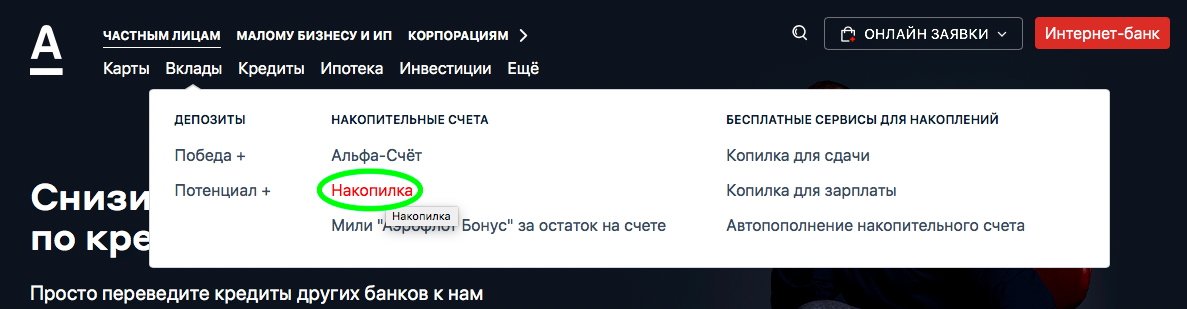 А
ЧАСТНЫМ ЛИЦАМ МАЛОМУ БИЗНЕСУ И ИП КОРПОРАЦИЯМ
ОНЛАЙН ЗАЯВКИ
Интернет-банк
Карты Вклады Кредиты Ипотека Инвестиции Ещё
ДЕПОЗИТЫ
Победа +
Потенциал +
НАКОПИТЕЛЬНЫЕ СЧЕТА
Альфа-Счёт
Накопилка
Накопилка
Мили "Аэрофлот Бонус" за остаток на счете
БЕСПЛАТНЫЕ СЕРВИСЫ ДЛЯ НАКОПЛЕНИЙ
Копилка для сдачи
Копилка для зарплаты
Автопополнение накопительного счета
Снизи
по кре
Просто переведите кредиты других банков к нам